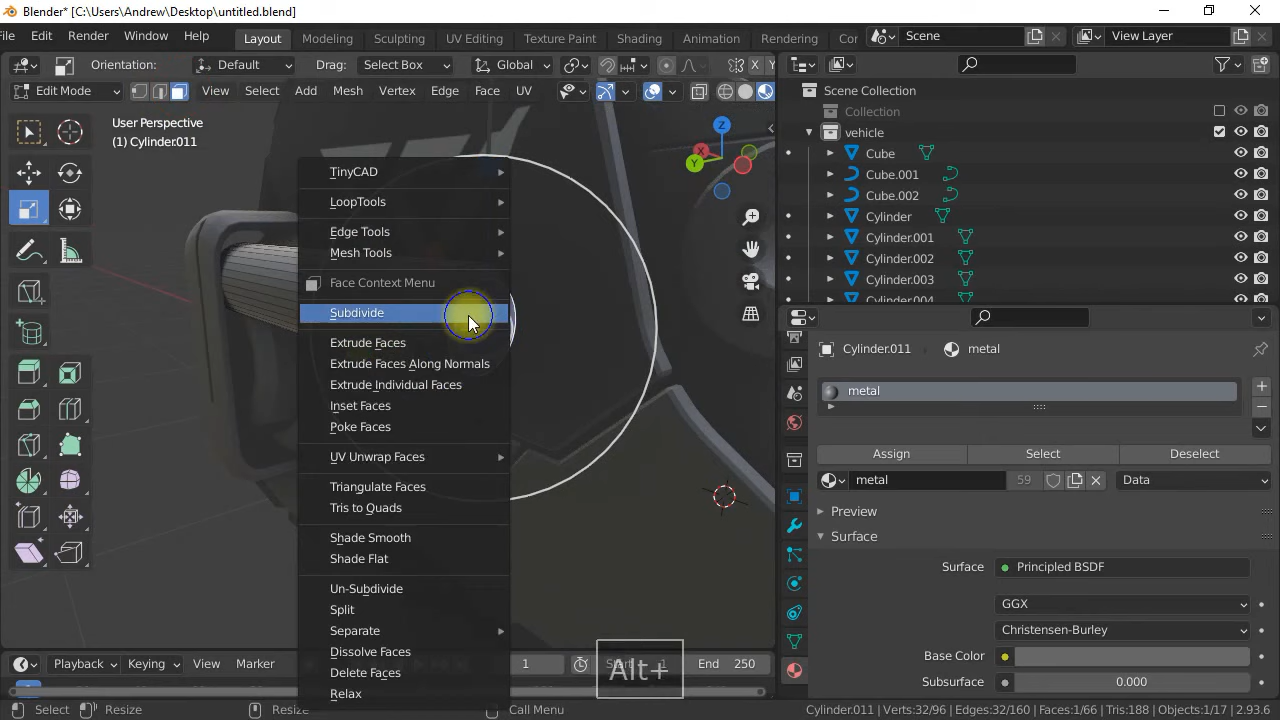 Blender* [C:\Users\Andrew\Desktop\untitled.blend]
File Edit Render Window Help Layout Modeling Sculpting UV Editing Texture Paint Shading Animation Rendering Cor Scene View Layer
Orientation: Default Drag: Select Box Global X Y
Edit Mode View Select Add Mesh Vertex Edge Face UV
Scene Collection
Collection
vehicle
Cube
Cube.001
Cube.002
Cylinder
Cylinder.001
Cylinder.002
Cylinder.003
Cylinder.004
User Perspective
(1) Cylinder.011
Z
X
Y
TinyCAD
LoopTools
Edge Tools
Mesh Tools
Face Context Menu
Subdivide
Extrude Faces
Extrude Faces Along Normals
Extrude Individual Faces
Inset Faces
Poke Faces
UV Unwrap Faces
Triangulate Faces
Tris to Quads
Shade Smooth
Shade Flat
Un-Subdivide
Split
Separate
Dissolve Faces
Delete Faces
Relax
Cylinder.011 metal
metal
Assign Select Deselect
metal 59 Data
Preview
Surface
Surface Principled BSDF
GGX
Christensen-Burley
Base Color
Subsurface 0.000
Playback Keying View Marker 1 Start 1 End 250
Alt+
Select Resize Resize Call Menu Cylinder.011 | Verts:32/96 | Edges:32/160 | Faces:1/66 | Tris:188 | Objects:1/17 | 2.93.6